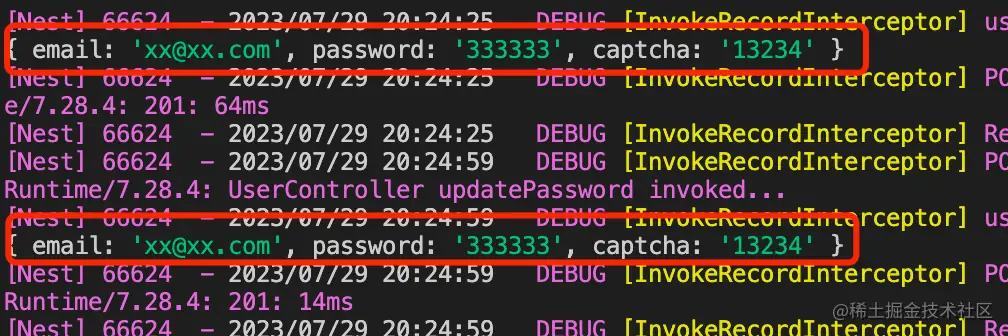 [Nest] 66624  - 2023/07/29 20:24:25   DEBUG [InvokeRecordInterceptor] us
{ email: 'xx@xx.com', password: '333333', captcha: '13234' }
[Nest] 66624  - 2023/07/29 20:24:25   DEBUG [InvokeRecordInterceptor] PO
e/7.28.4: 201: 64ms
[Nest] 66624  - 2023/07/29 20:24:25   DEBUG [InvokeRecordInterceptor] Re
[Nest] 66624  - 2023/07/29 20:24:59   DEBUG [InvokeRecordInterceptor] PO
Runtime/7.28.4: UserController updatePassword invoked...
[Nest] 66624  - 2023/07/29 20:24:59   DEBUG [InvokeRecordInterceptor] us
{ email: 'xx@xx.com', password: '333333', captcha: '13234' }
[Nest] 66624  - 2023/07/29 20:24:59   DEBUG [InvokeRecordInterceptor] PO
Runtime/7.28.4: 201: 14ms
[Nest] 66624  - 2023/07/29 20:24:59   DEBUG [InvokeRecordInterceptor] Re
@稀土掘金技术社区